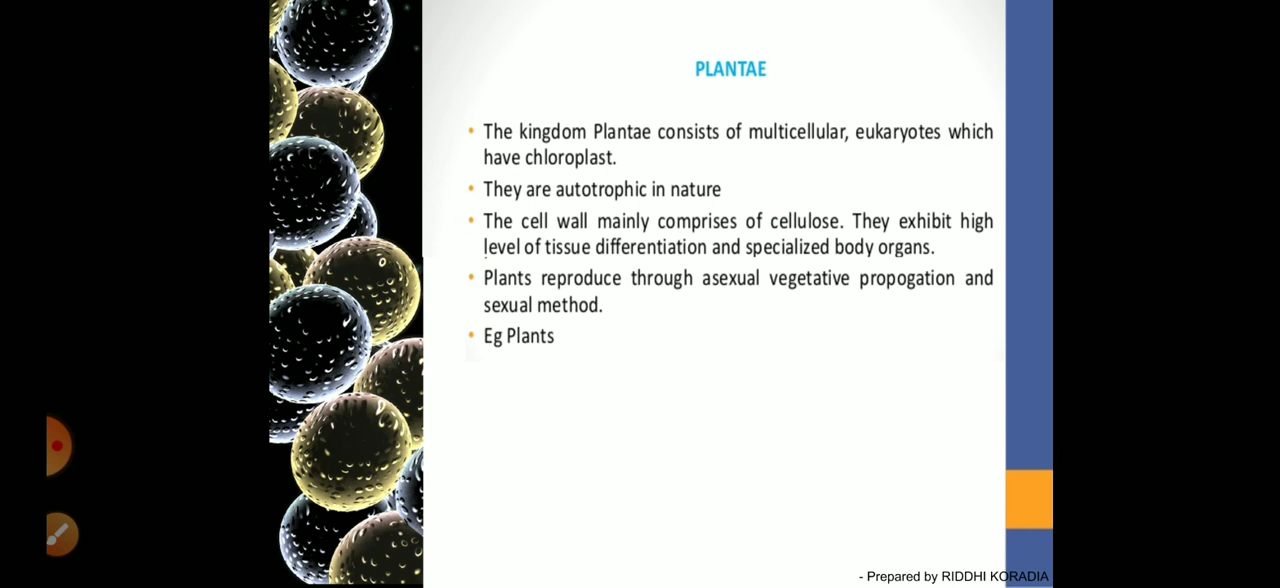 PLANTAE
• The kingdom Plantae consists of multicellular, eukaryotes which
have chloroplast.
• They are autotrophic in nature
• The cell wall mainly comprises of cellulose. They exhibit high
level of tissue differentiation and specialized body organs.
• Plants reproduce through asexual vegetative propogation and
sexual method.
• Eg Plants
- Prepared by RIDDHI KORADIA